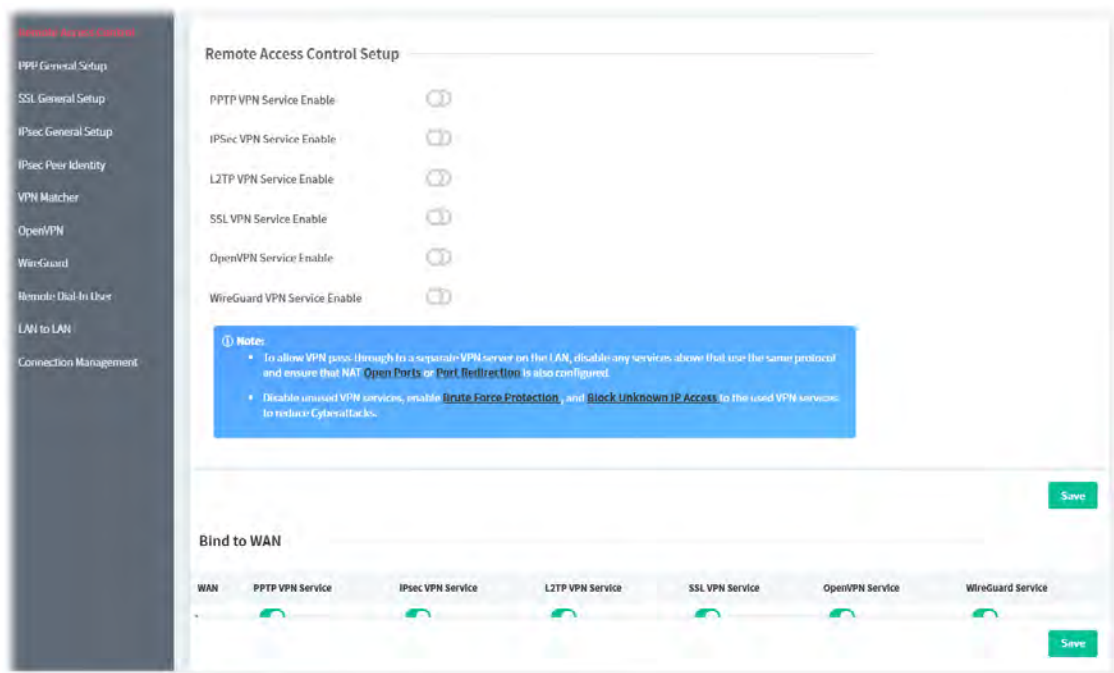 Remote Access Control
PPP General Setup
SSL General Setup
IPsec General Setup
IPsec Peer Identity
VPN Matcher
OpenVPN
WireGuard
Remote Dial-In User
LAN to LAN
Connection Management
Remote Access Control Setup
PPTP VPN Service Enable
IPSec VPN Service Enable
L2TP VPN Service Enable
SSL VPN Service Enable
OpenVPN Service Enable
WireGuard VPN Service Enable
Note:
To allow VPN pass-through to a separate VPN server on the LAN, disable any services above that use the same protocol
and ensure that NAT Open Ports or Port Redirection is also configured.
Disable unused VPN services, enable Brute Force Protection , and Block Unknown IP Access to the used VPN services
to reduce Cyberattacks.
Save
Bind to WAN
WAN PPTP VPN Service IPsec VPN Service L2TP VPN Service SSL VPN Service OpenVPN Service WireGuard Service
Save